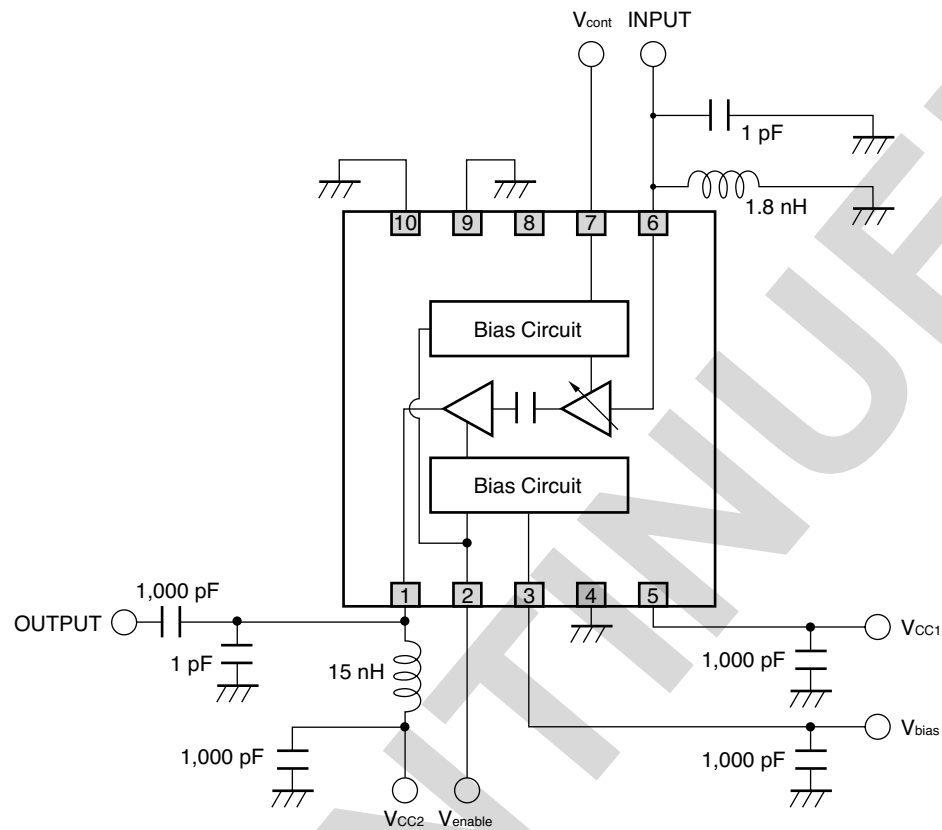 Vcont INPUT
1 pF
1.8 nH
10 9 8 7 6
Bias Circuit
Bias Circuit
1 2 3 4 5
1,000 pF
OUTPUT
1 pF
15 nH
1,000 pF
VCC1
1,000 pF
Vbias
1,000 pF
VCC2 Venable
NTINUE